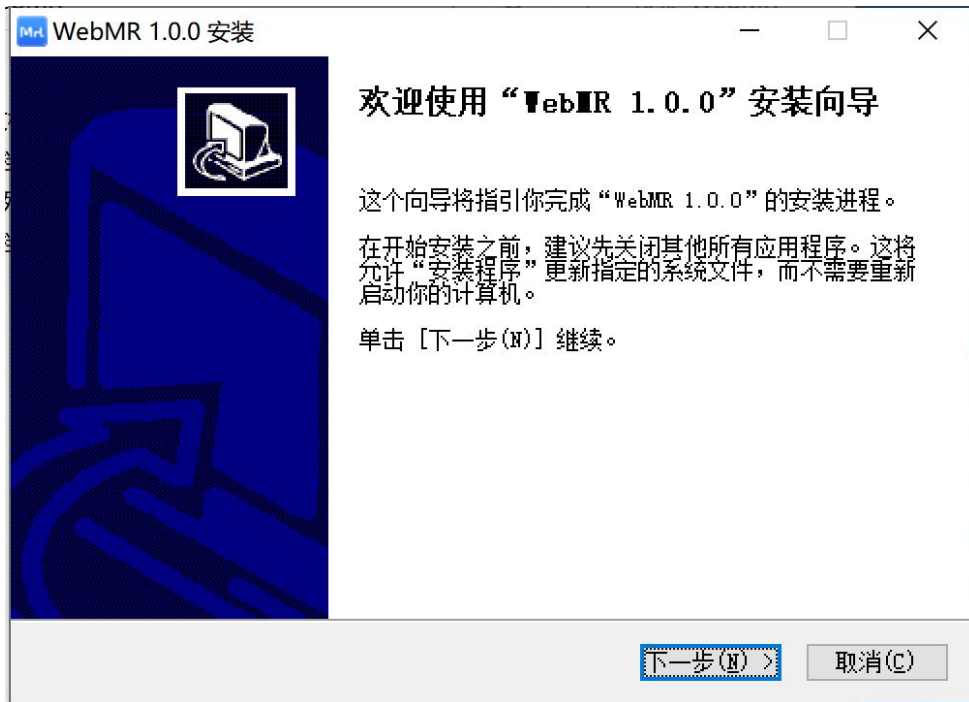 WebMR 1.0.0 安装
欢迎使用“WebMR 1.0.0”安装向导
这个向导将指引你完成“WebMR 1.0.0”的安装进程。
在开始安装之前，建议先关闭其他所有应用程序。这将
允许“安装程序”更新指定的系统文件，而不需要重新
启动你的计算机。
单击 [下一步(N)] 继续。
下一步(N) >
取消(C)